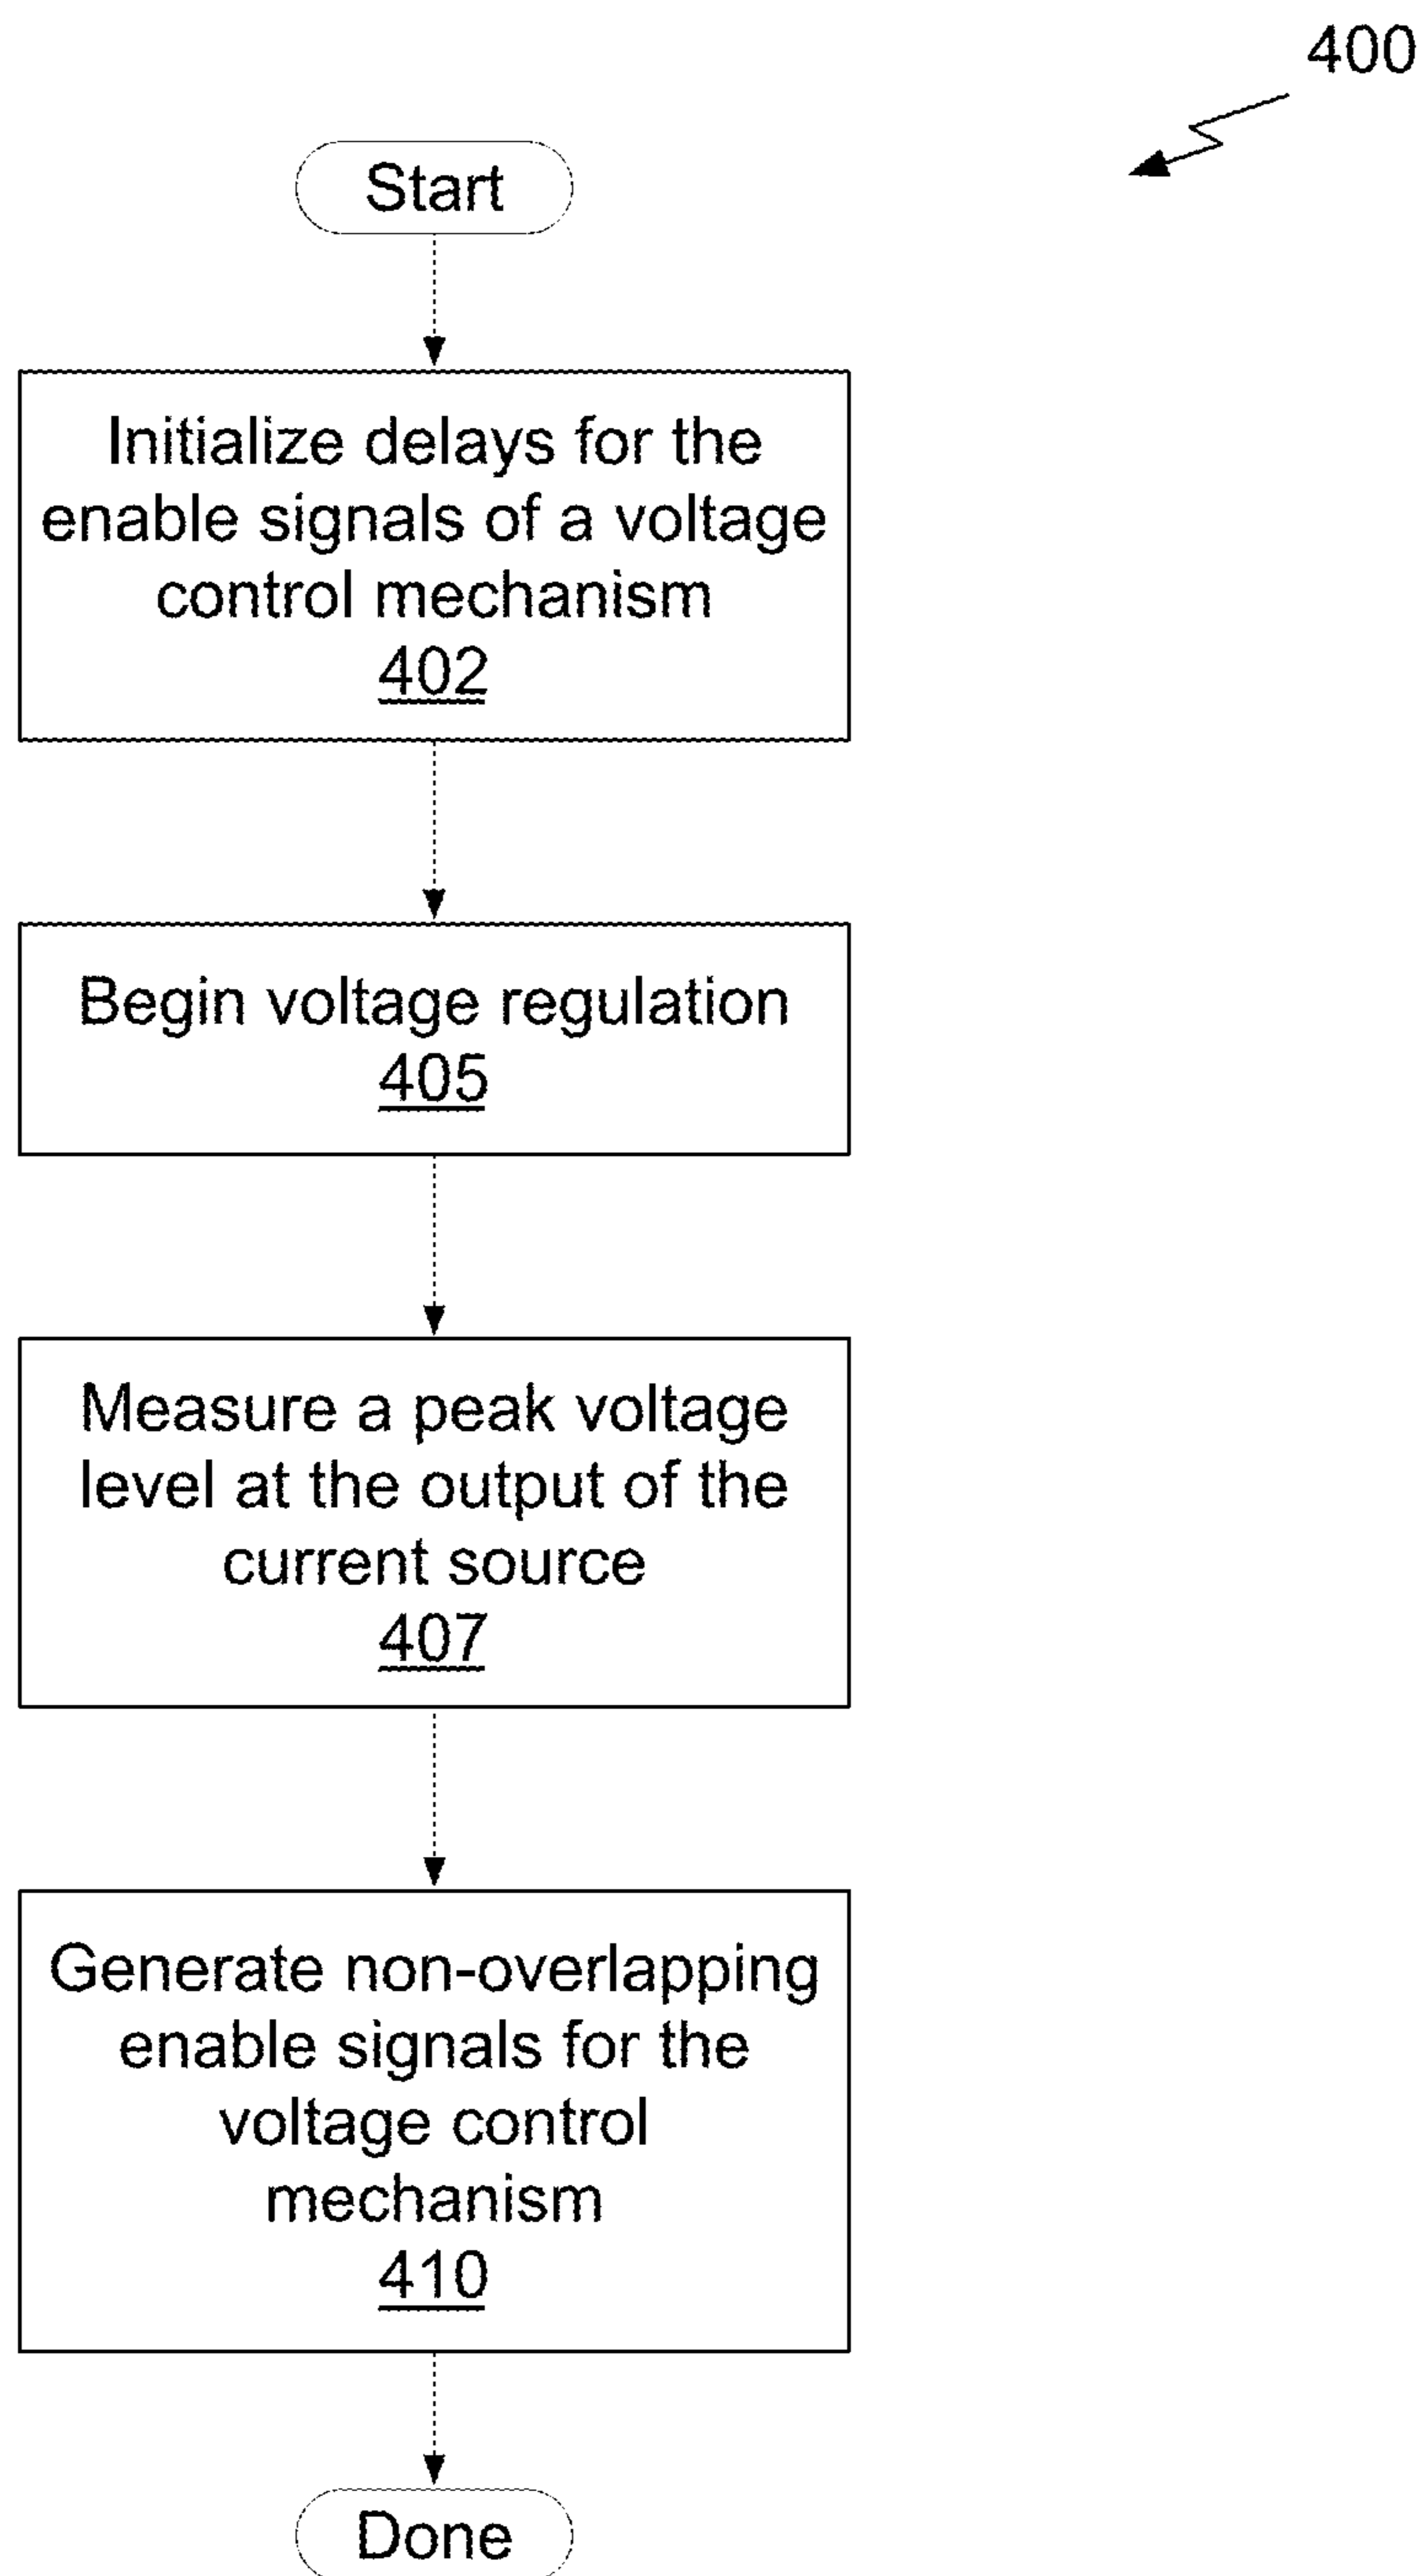 400
Start
Initialize delays for the
enable signals of a voltage
control mechanism
402
Begin voltage regulation
405
Measure a peak voltage
level at the output of the
current source
407
Generate non-overlapping
enable signals for the
voltage control
mechanism
410
Done